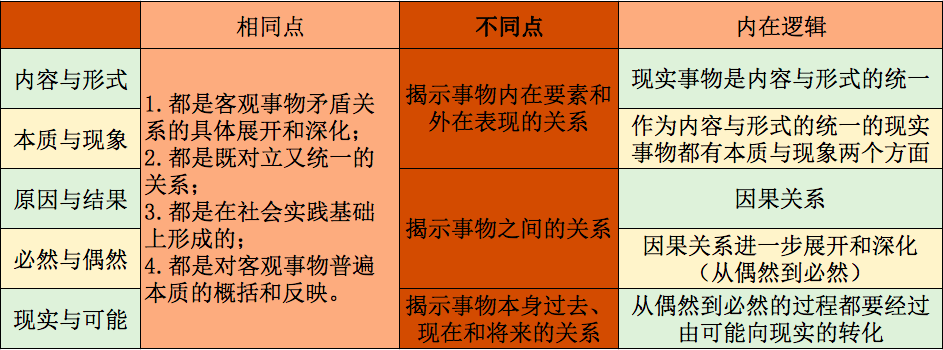 相同点
不同点
内在逻辑
内容与形式
本质与现象
原因与结果
必然与偶然
现实与可能
1.都是客观事物矛盾关
系的具体展开和深化；
2.都是既对立又统一的
关系；
3.都是在社会实践基础
上形成的；
4.都是对客观事物普遍
本质的概括和反映。
揭示事物内在要素和
外在表现的关系
揭示事物之间的关系
揭示事物本身过去、
现在和将来的关系
现实事物是内容与形式的统一
作为内容与形式的统一的现实
事物都有本质与现象两个方面
因果关系
因果关系进一步展开和深化
（从偶然到必然）
从偶然到必然的过程都要经过
由可能向现实的转化